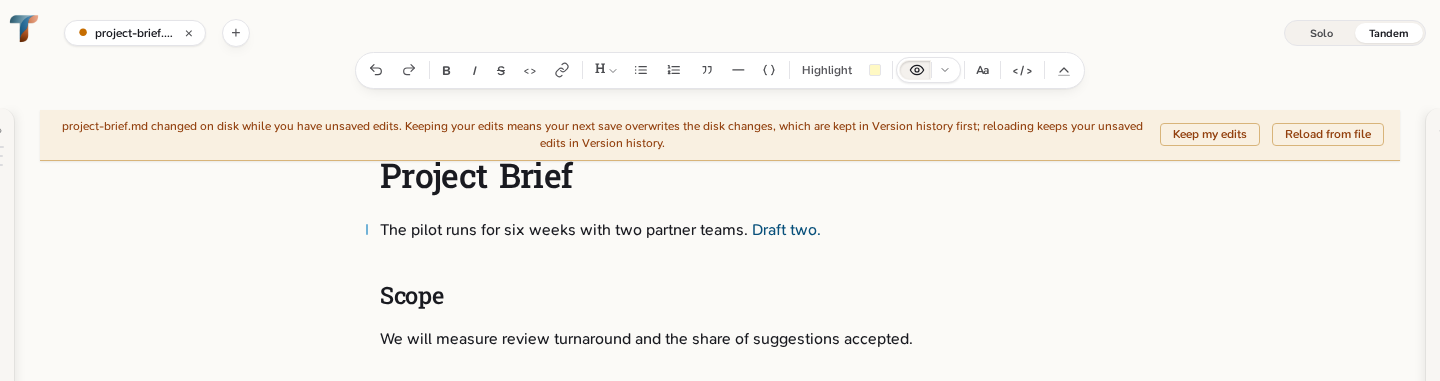 project-brief....
Solo
Tandem
B I S <> H Highlight Aa </>
project-brief.md changed on disk while you have unsaved edits. Keeping your edits means your next save overwrites the disk changes, which are kept in Version history first; reloading keeps your unsaved
edits in Version history.
Keep my edits
Reload from file
Project Brief
The pilot runs for six weeks with two partner teams. Draft two.
Scope
We will measure review turnaround and the share of suggestions accepted.